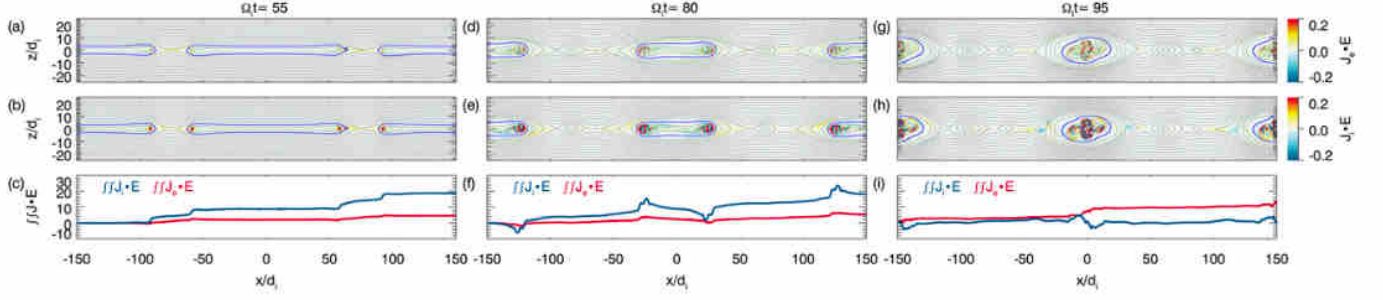 Ωᵢt= 55
Ωᵢt= 80
Ωᵢt= 95
(a)
20
10
0
-10
-20
z/dᵢ
(d)
(g)
0.2
0.0
-0.2
Jₑ•E
(b)
20
10
0
-10
-20
z/dᵢ
(e)
(h)
0.2
0.0
-0.2
Jᵢ•E
(c)
30
20
10
0
-10
∫∫J•E
∫∫Jᵢ•E ∫∫Jₑ•E
(f)
∫∫Jᵢ•E ∫∫Jₑ•E
(i)
∫∫Jᵢ•E ∫∫Jₑ•E
-150 -100 -50 0 50 100 150
-150 -100 -50 0 50 100 150
-150 -100 -50 0 50 100 150
x/dᵢ
x/dᵢ
x/dᵢ